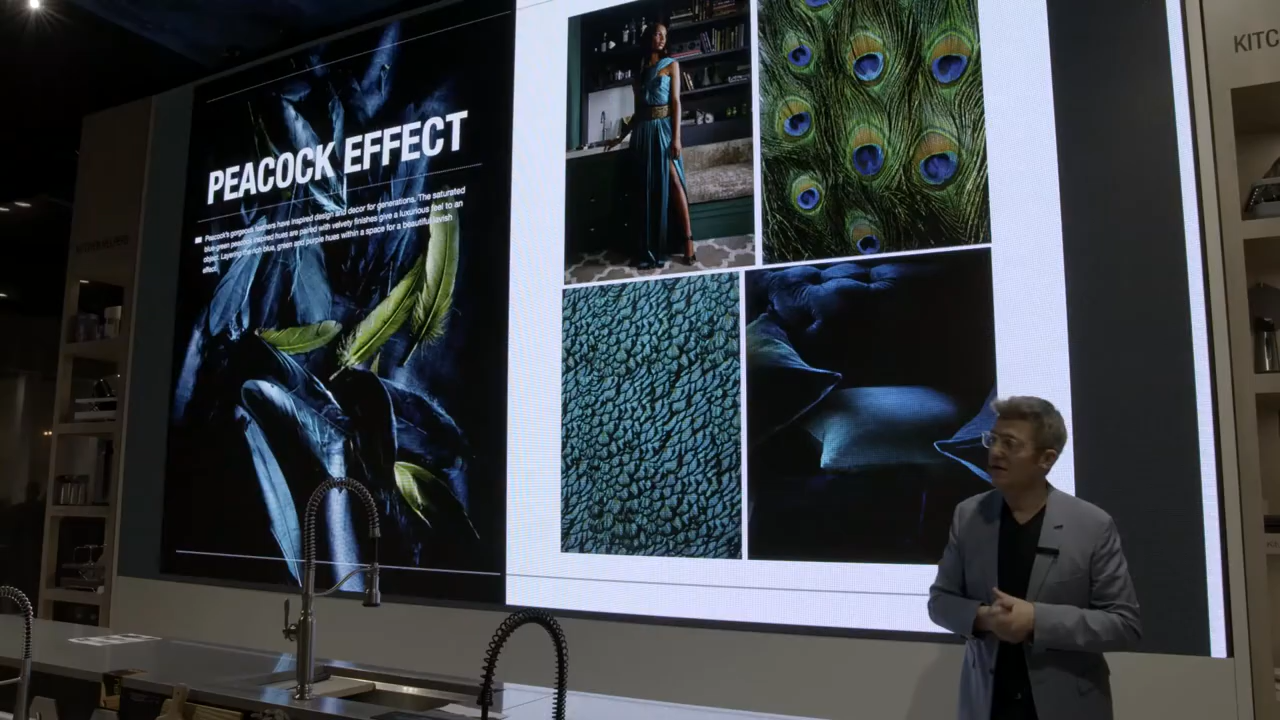 PEACOCK EFFECT
Peacock's gorgeous feathers have inspired design and decor for generations. The saturated
blue-green peacock inspired hues are paired with velvety finishes give a luxurious feel to an
object. Layering the rich blue, green and purple hues within a space for a beautiful lavish
effect.
KITC